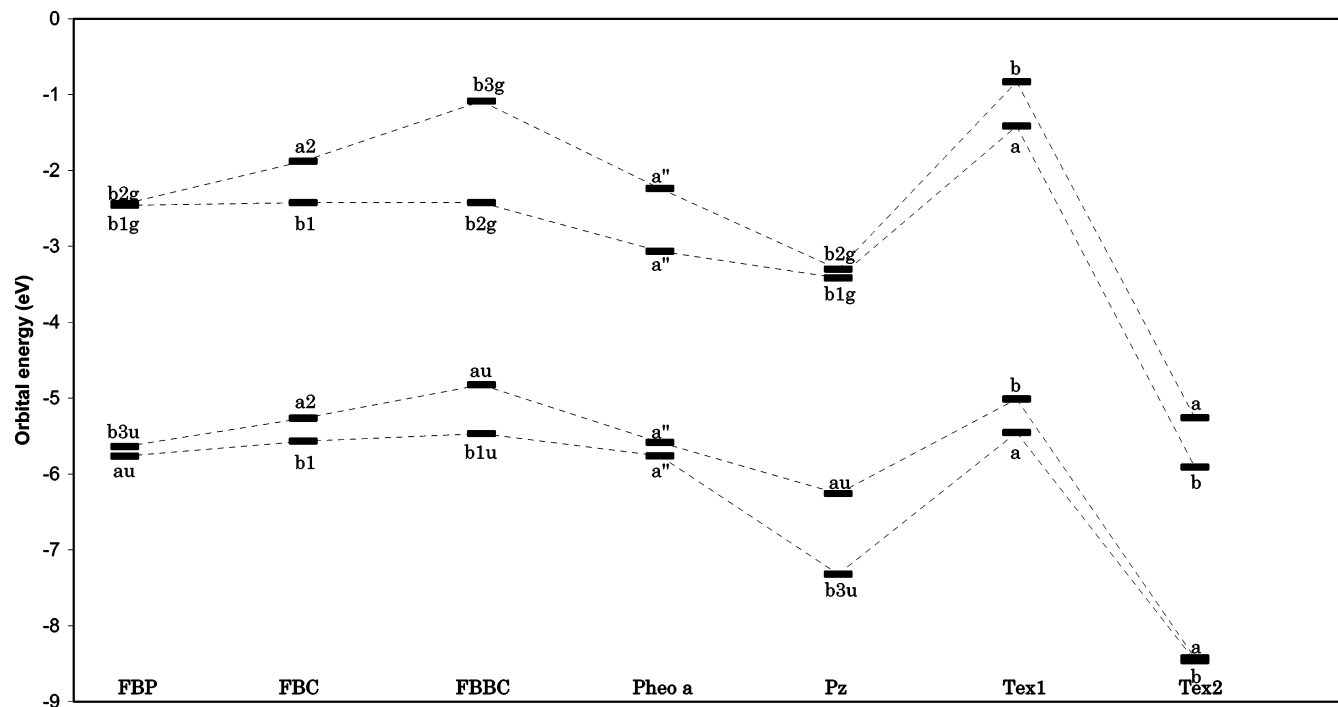 0
-1
-2
-3
-4
-5
-6
-7
-8
-9
Orbital energy (eV)
b2g
b1g
b3u
au
FBP
a2
b1
a2
b1
FBC
b3g
b2g
au
b1u
FBBC
a"
a"
a"
a"
Pheo a
b2g
b1g
au
b3u
Pz
b
a
b
a
Tex1
a
b
a
b
Tex2